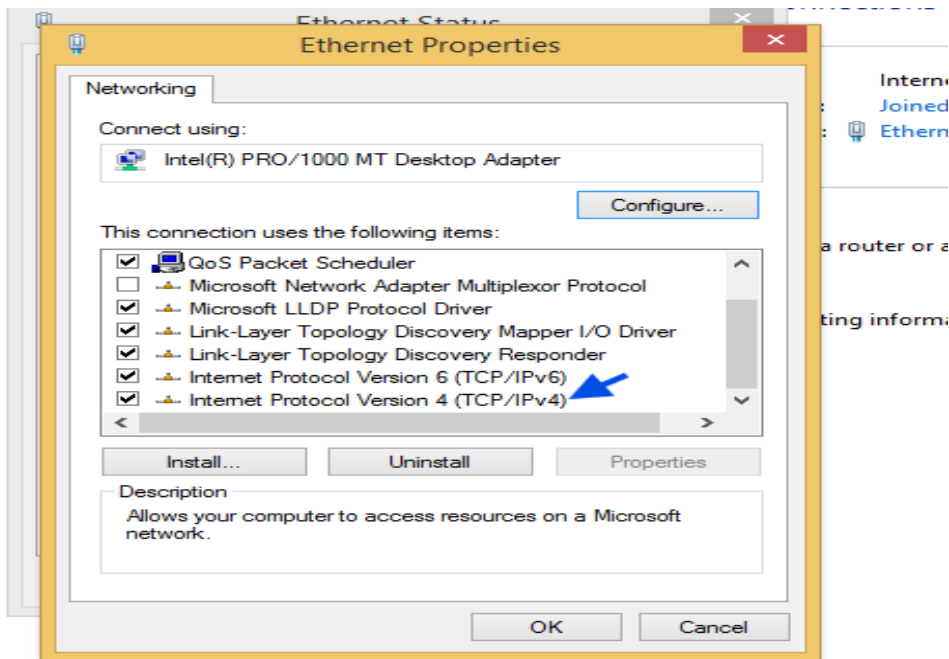 Ethernet Status
Ethernet Properties
Networking
Connect using:
Intel(R) PRO/1000 MT Desktop Adapter
Configure...
This connection uses the following items:
QoS Packet Scheduler
Microsoft Network Adapter Multiplexor Protocol
Microsoft LLDP Protocol Driver
Link-Layer Topology Discovery Mapper I/O Driver
Link-Layer Topology Discovery Responder
Internet Protocol Version 6 (TCP/IPv6)
Internet Protocol Version 4 (TCP/IPv4)
Install...
Uninstall
Properties
Description
Allows your computer to access resources on a Microsoft
network.
OK
Cancel
Intern
: Joined
: Ethern
a router or a
ting informa